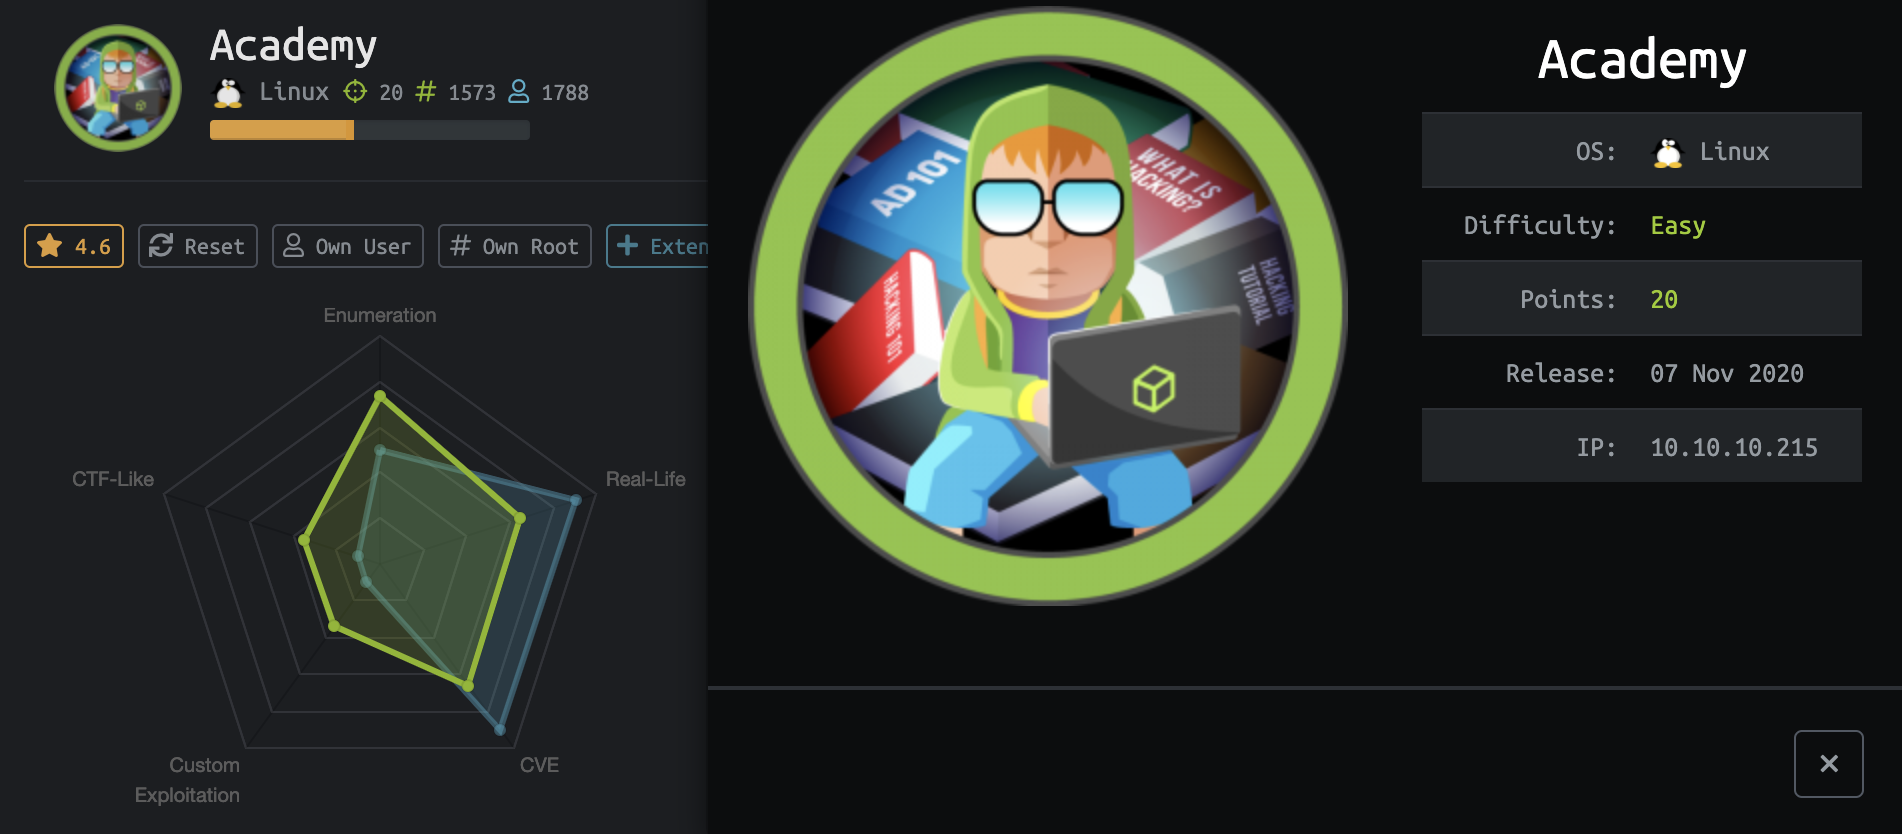 Academy
Linux 20 # 1573 1788
4.6
Reset
Own User
# Own Root
+ Exten
Enumeration
CTF-Like
Real-Life
Custom
Exploitation
CVE
AD 101
WHAT IS
HACKING?
HACKING 101
HACKING
TUTORIAL
Academy
OS: Linux
Difficulty: Easy
Points: 20
Release: 07 Nov 2020
IP: 10.10.10.215
×